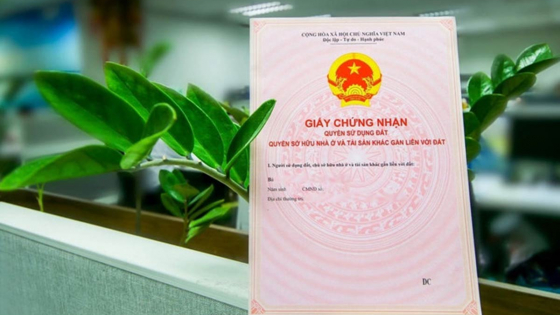 CỘNG HÒA XÃ HỘI CHỦ NGHĨA VIỆT NAM
Độc lập - Tự do - Hạnh phúc
GIẤY CHỨNG NHẬN
QUYỀN SỬ DỤNG ĐẤT
QUYỀN SỞ HỮU NHÀ Ở VÀ TÀI SẢN KHÁC GẮN LIỀN VỚI ĐẤT
I. Người sử dụng đất, chủ sở hữu nhà ở và tài sản khác gắn liền với đất:
Năm sinh: CMND số:
Địa chỉ thường trú: